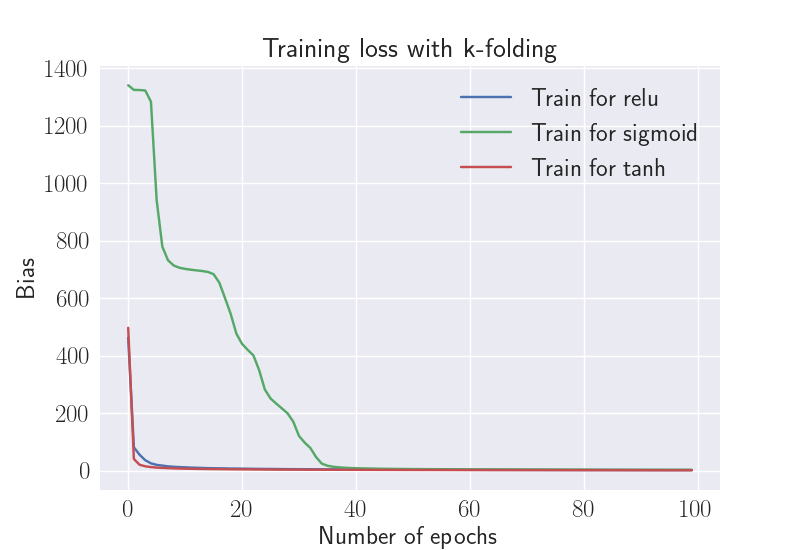 Training loss with k-folding
1400
1200
1000
800
600
400
200
0
Bias
Train for relu
Train for sigmoid
Train for tanh
0 20 40 60 80 100
Number of epochs